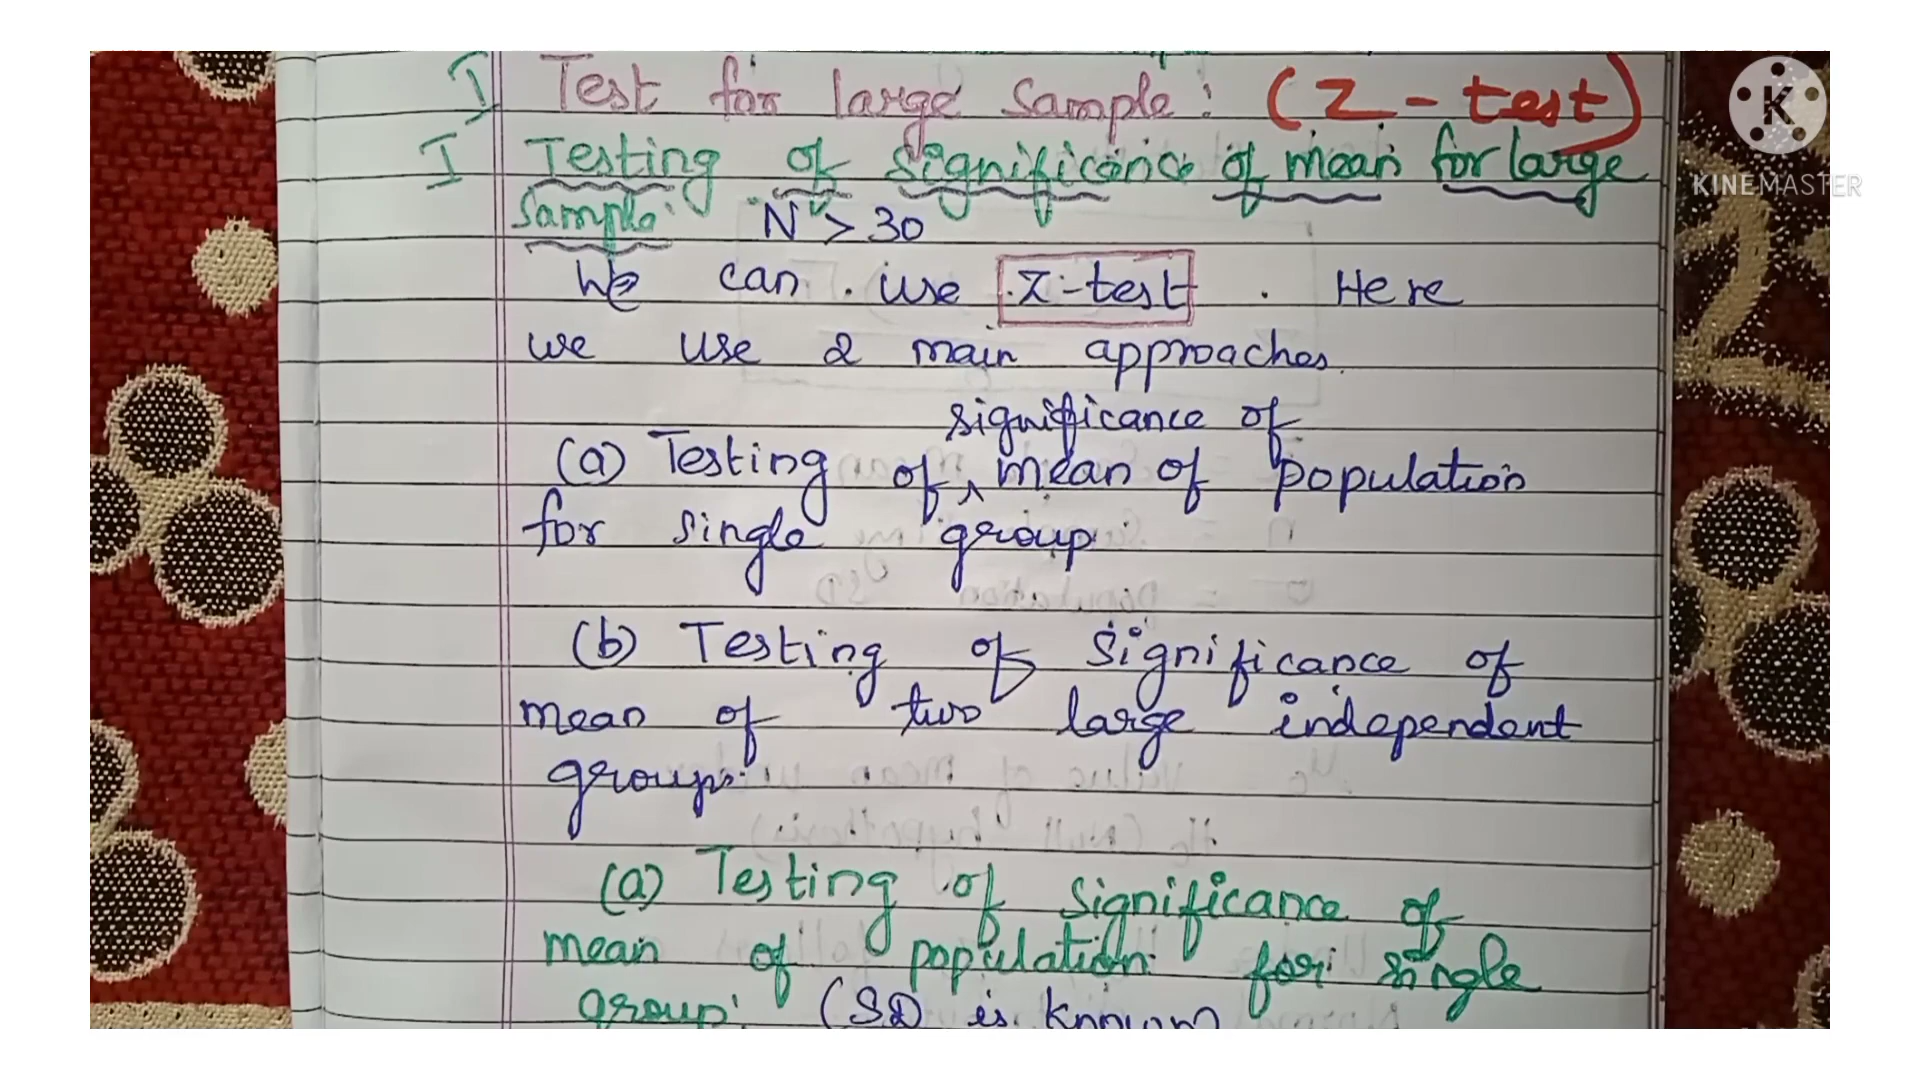 I Test for large sample: (Z-test)
I Testing of significance of mean for large
sample: N > 30
We can use Z-test. Here
we use 2 main approaches.
significance of
(a) Testing of ^ mean of population
for single group
(b) Testing of significance of
mean of two large independent
groups.
(a) Testing of significance of
mean of population for single
group: (SD is known)
K
KINEMASTER